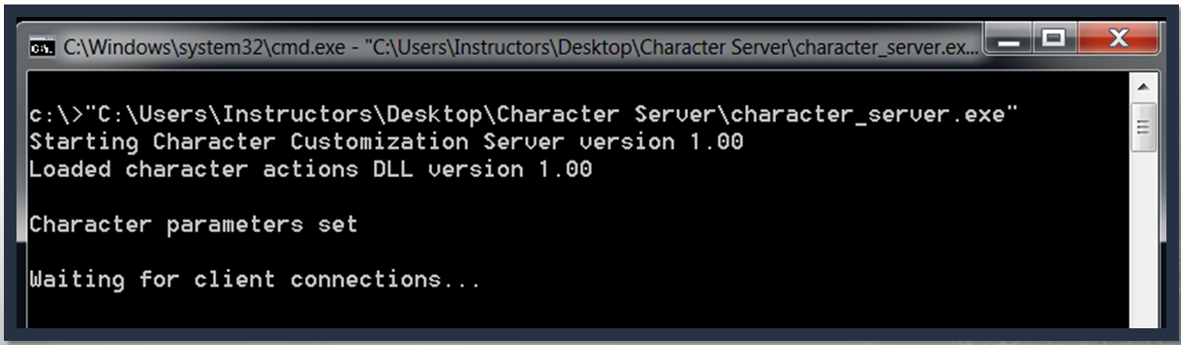 C:\Windows\system32\cmd.exe - "C:\Users\Instructors\Desktop\Character Server\character_server.ex...
c:\>"C:\Users\Instructors\Desktop\Character Server\character_server.exe"
Starting Character Customization Server version 1.00
Loaded character actions DLL version 1.00
Character parameters set
Waiting for client connections...